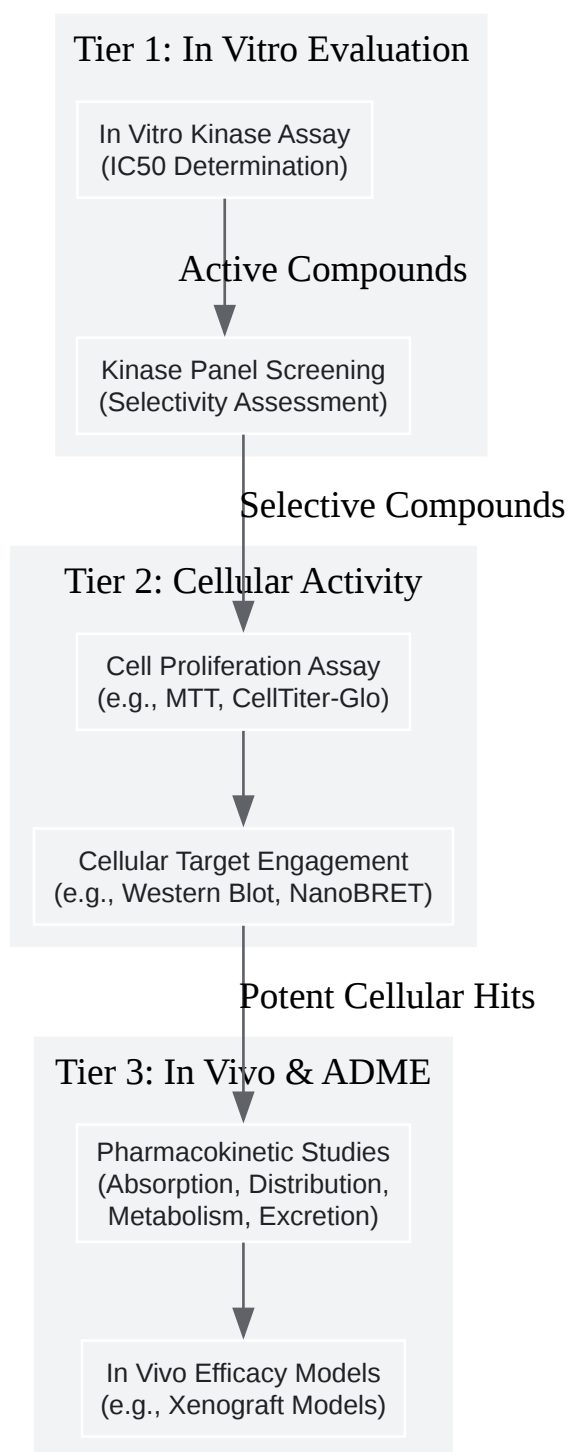 Tier 1: In Vitro Evaluation
In Vitro Kinase Assay
(IC50 Determination)
Active Compounds
Kinase Panel Screening
(Selectivity Assessment)
Selective Compounds
Tier 2: Cellular Activity
Cell Proliferation Assay
(e.g., MTT, CellTiter-Glo)
Cellular Target Engagement
(e.g., Western Blot, NanoBRET)
Potent Cellular Hits
Tier 3: In Vivo & ADME
Pharmacokinetic Studies
(Absorption, Distribution,
Metabolism, Excretion)
In Vivo Efficacy Models
(e.g., Xenograft Models)